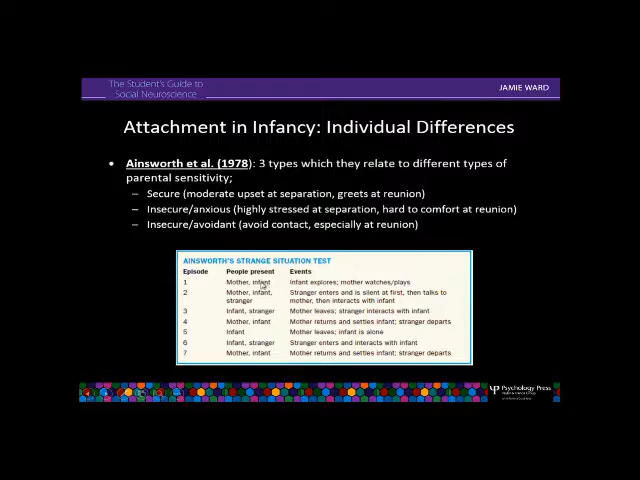 The Student's Guide to
Social Neuroscience
JAMIE WARD
Attachment in Infancy: Individual Differences
• Ainsworth et al. (1978): 3 types which they relate to different types of
parental sensitivity;
– Secure (moderate upset at separation, greets at reunion)
– Insecure/anxious (highly stressed at separation, hard to comfort at reunion)
– Insecure/avoidant (avoid contact, especially at reunion)
AINSWORTH'S STRANGE SITUATION TEST
Episode People present Events
1 Mother, infant Infant explores; mother watches/plays
2 Mother, infant, Stranger enters and is silent at first, then talks to
stranger mother, then interacts with infant
3 Infant, stranger Mother leaves; stranger interacts with infant
4 Mother, infant Mother returns and settles infant; stranger departs
5 Infant Mother leaves; infant is alone
6 Infant, stranger Stranger enters and interacts with infant
7 Mother, infant Mother returns and settles infant; stranger departs
Psychology Press